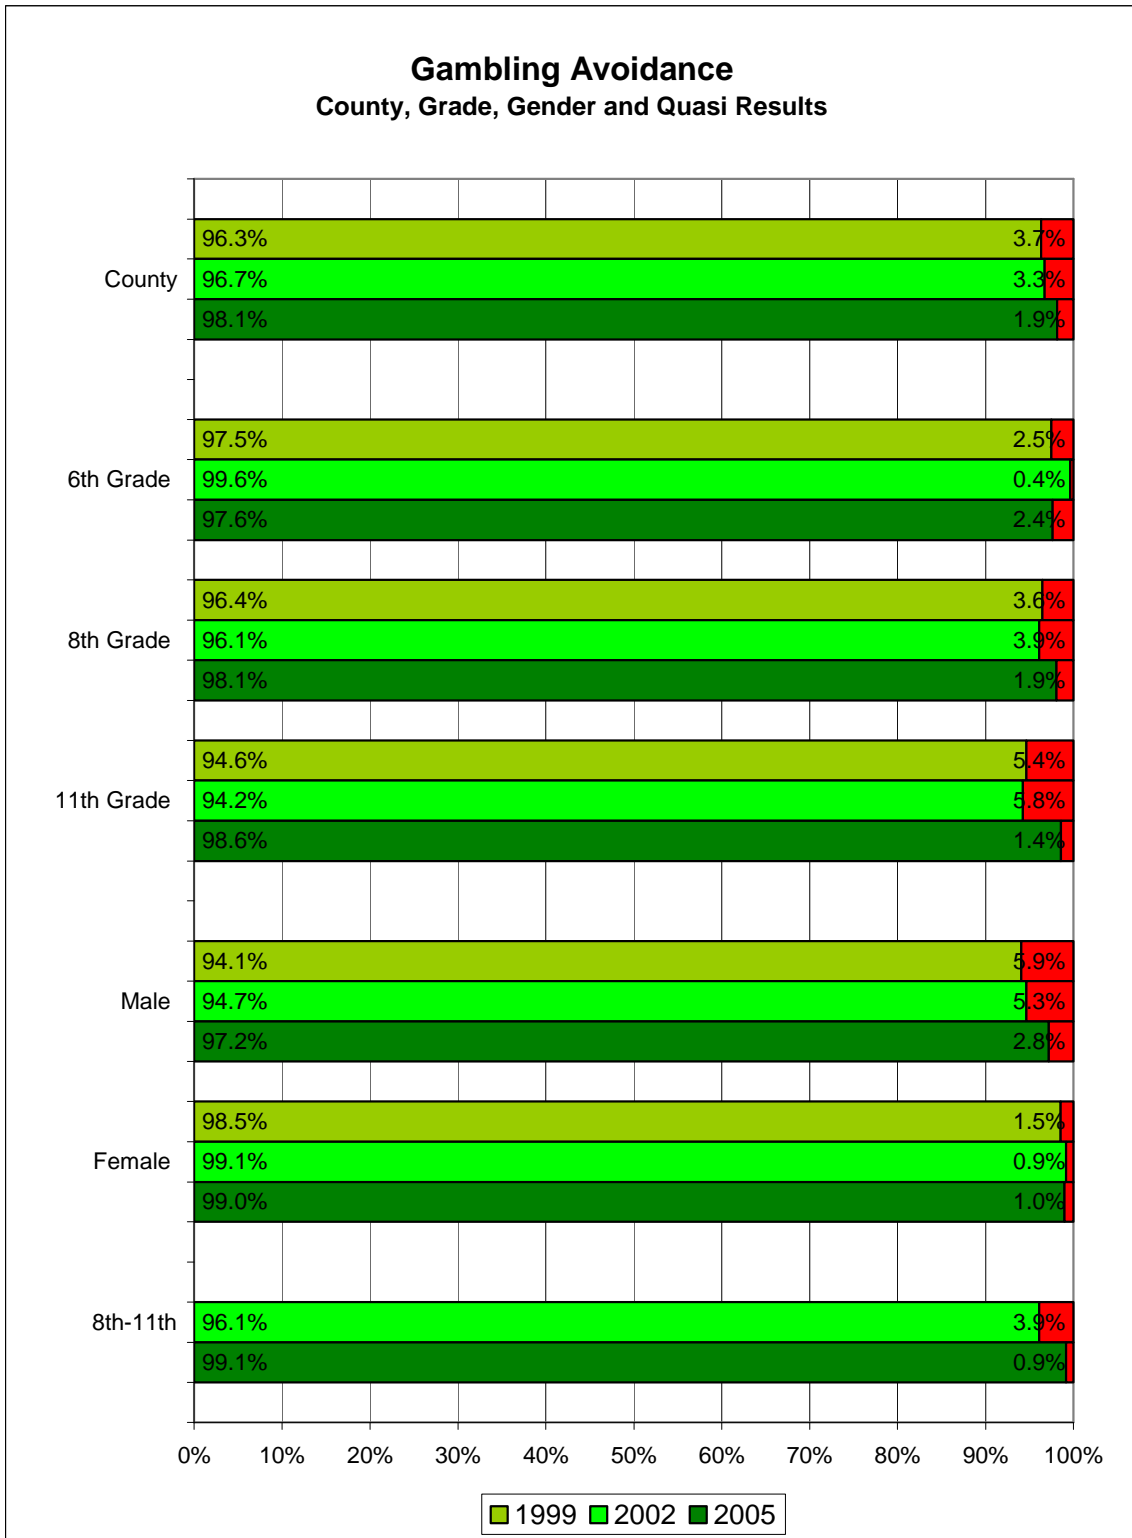 Gambling Avoidance
County, Grade, Gender and Quasi Results
96.3% 3.7%
County
96.7% 3.3%
98.1% 1.9%
97.5% 2.5%
6th Grade
99.6% 0.4%
97.6% 2.4%
96.4% 3.6%
8th Grade
96.1% 3.9%
98.1% 1.9%
94.6% 5.4%
11th Grade
94.2% 5.8%
98.6% 1.4%
94.1% 5.9%
Male
94.7% 5.3%
97.2% 2.8%
98.5% 1.5%
Female
99.1% 0.9%
99.0% 1.0%
8th-11th
96.1% 3.9%
99.1% 0.9%
0% 10% 20% 30% 40% 50% 60% 70% 80% 90% 100%
1999 2002 2005